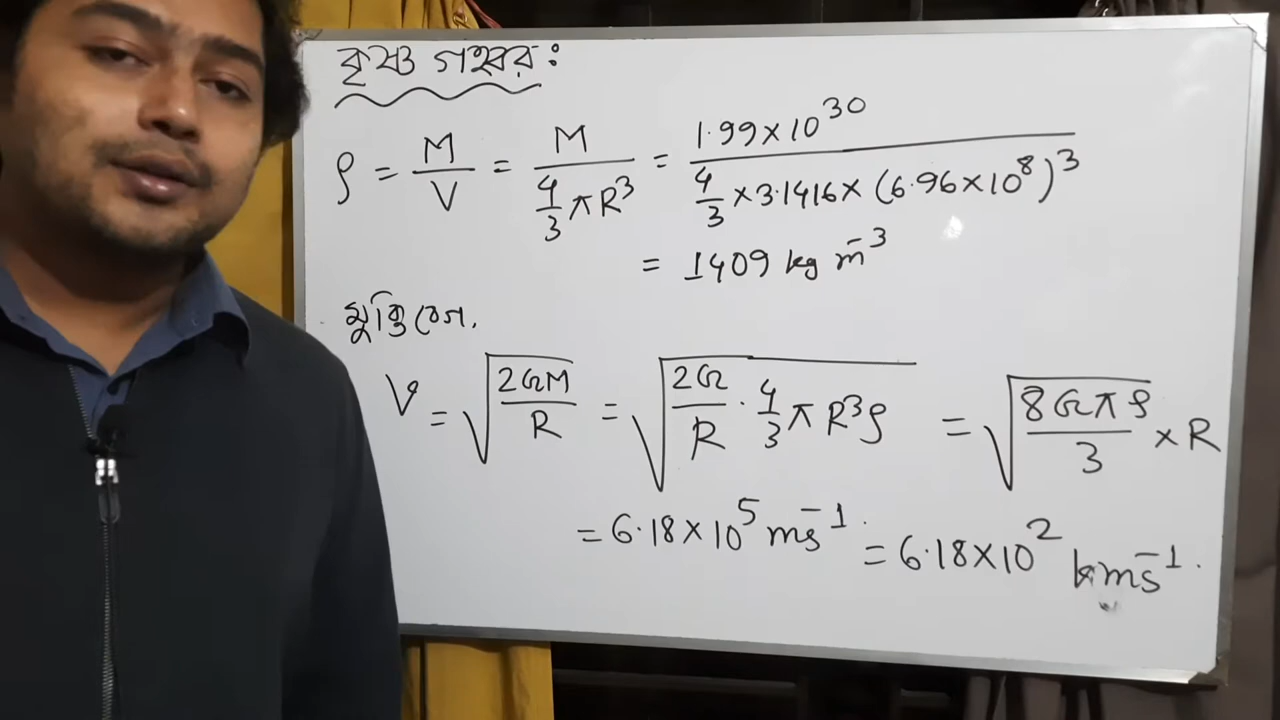 কৃষ্ণ গহ্বর:
ρ = M/V = M/(4/3 πR³) = 1.99×10³⁰/(4/3 ×3.1416× (6.96×10⁸)³)
= 1409 kg m⁻³
মুক্তি বেগ,
V = √(2GM/R) = √(2G/R · 4/3 π R³ρ) = √(8Gπρ/3) × R
= 6.18×10⁵ ms⁻¹. = 6.18×10² kms⁻¹.